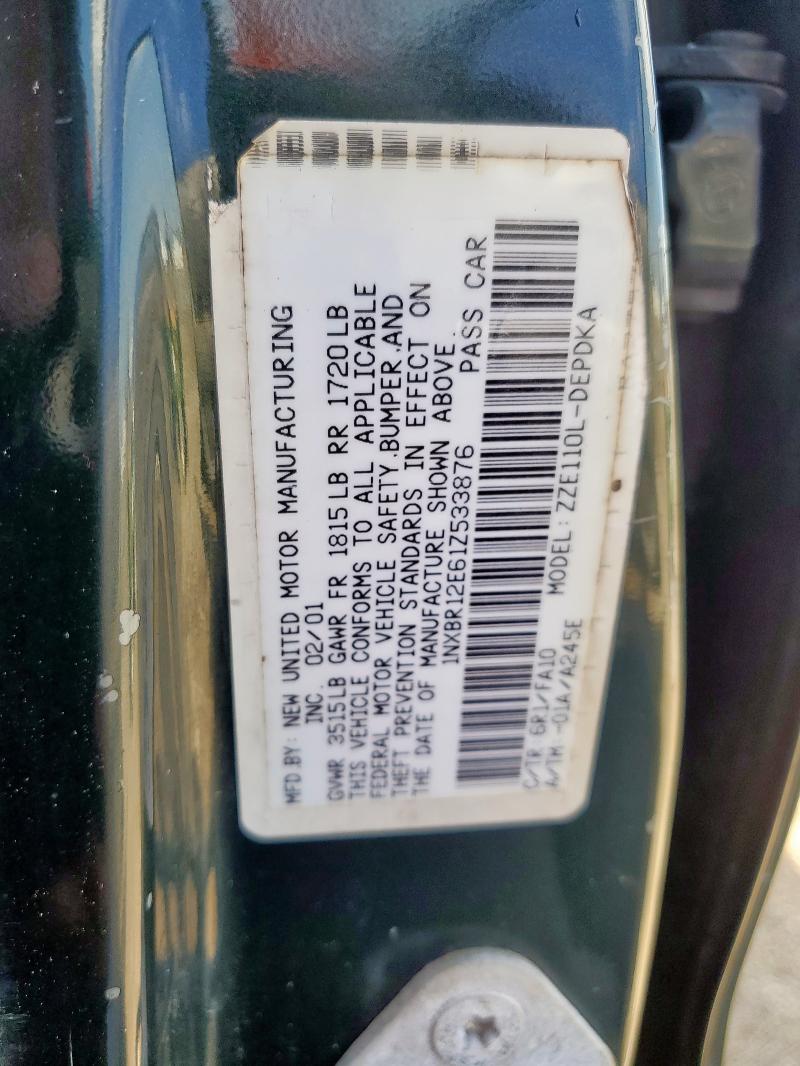 MFD.BY: NEW UNITED MOTOR MANUFACTURING
INC. 02/01
GVWR 3515LB GAWR FR 1815LB RR 1720LB
THIS VEHICLE CONFORMS TO ALL APPLICABLE
FEDERAL MOTOR VEHICLE SAFETY,BUMPER,AND
THEFT PREVENTION STANDARDS IN EFFECT ON
THE DATE OF MANUFACTURE SHOWN ABOVE
1NXBR12E61Z533876 PASS CAR
C/TR 6R1/FA10 MODEL: ZZE110L-DEPDKA
A/TM -01A/A245E